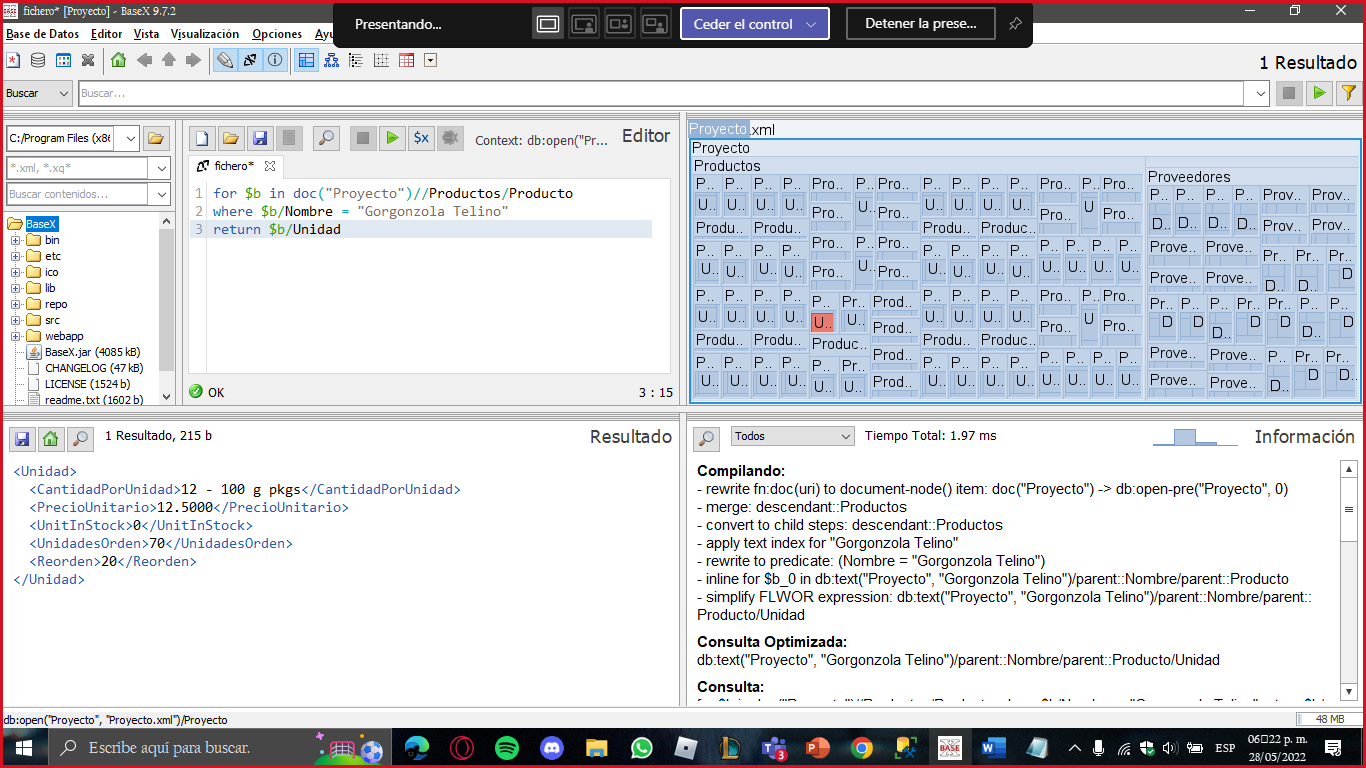 fichero* [Proyecto] - BaseX 9.7.2
Presentando...
Ceder el control
Detener la prese...
Base de Datos Editor Vista Visualización Opciones
1 Resultado
Buscar
Buscar...
C:/Program Files (x86
*.xml, *.xq*
Buscar contenidos...
BaseX
bin
etc
ico
lib
repo
src
webapp
BaseX.jar (4085 kB)
CHANGELOG (47 kB)
LICENSE (1524 b)
readme.txt (1602 b)
$x
Context: db:open("Pr...
Editor
fichero*
1 for $b in doc("Proyecto")//Productos/Producto
2 where $b/Nombre = "Gorgonzola Telino"
3 return $b/Unidad
OK
3 : 15
Proyecto.xml
Proyecto
Productos
Proveedores
1 Resultado, 215 b
Resultado
<Unidad>
<CantidadPorUnidad>12 - 100 g pkgs</CantidadPorUnidad>
<PrecioUnitario>12.5000</PrecioUnitario>
<UnitInStock>0</UnitInStock>
<UnidadesOrden>70</UnidadesOrden>
<Reorden>20</Reorden>
</Unidad>
Todos
Tiempo Total: 1.97 ms
Información
Compilando:
- rewrite fn:doc(uri) to document-node() item: doc("Proyecto") -> db:open-pre("Proyecto", 0)
- merge: descendant::Productos
- convert to child steps: descendant::Productos
- apply text index for "Gorgonzola Telino"
- rewrite to predicate: (Nombre = "Gorgonzola Telino")
- inline for $b_0 in db:text("Proyecto", "Gorgonzola Telino")/parent::Nombre/parent::Producto
- simplify FLWOR expression: db:text("Proyecto", "Gorgonzola Telino")/parent::Nombre/parent::
Producto/Unidad
Consulta Optimizada:
db:text("Proyecto", "Gorgonzola Telino")/parent::Nombre/parent::Producto/Unidad
Consulta:
db:open("Proyecto", "Proyecto.xml")/Proyecto
48 MB
Escribe aquí para buscar.
3
BASE
ESP
06:22 p. m.
28/05/2022